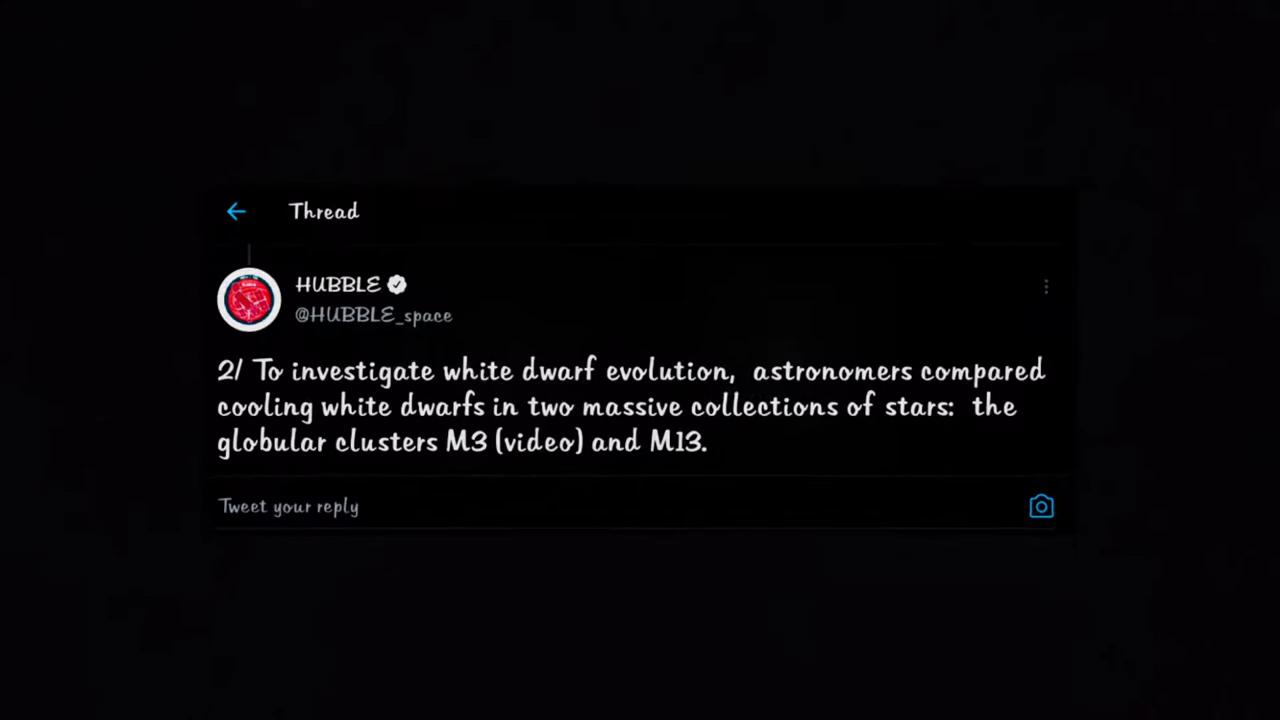 Thread
HUBBLE
@HUBBLE_space
2/ To investigate white dwarf evolution, astronomers compared
cooling white dwarfs in two massive collections of stars: the
globular clusters M3 (video) and M13.
Tweet your reply